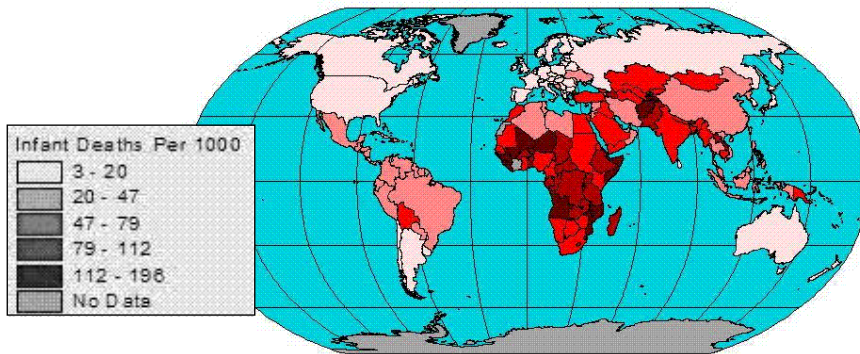 Infant Deaths Per 1000
3 - 20
20 - 47
47 - 79
79 - 112
112 - 196
No Data